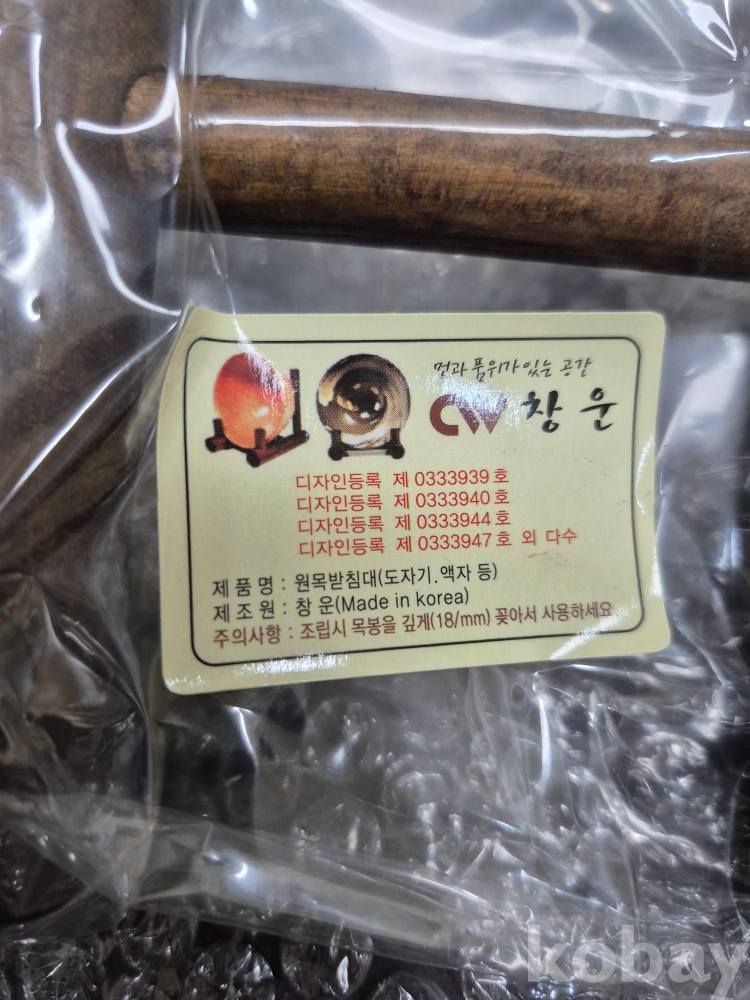 멋과 품위가 있는 공간
CW 창 운
디자인등록 제 0333939 호
디자인등록 제 0333940 호
디자인등록 제 0333944 호
디자인등록 제 0333947 호 외 다수
제 품 명 : 원목받침대(도자기.액자 등)
제 조 원 : 창 운(Made in korea)
주의사항 : 조립시 목봉을 깊게(18/mm) 꽂아서 사용하세요
kobay